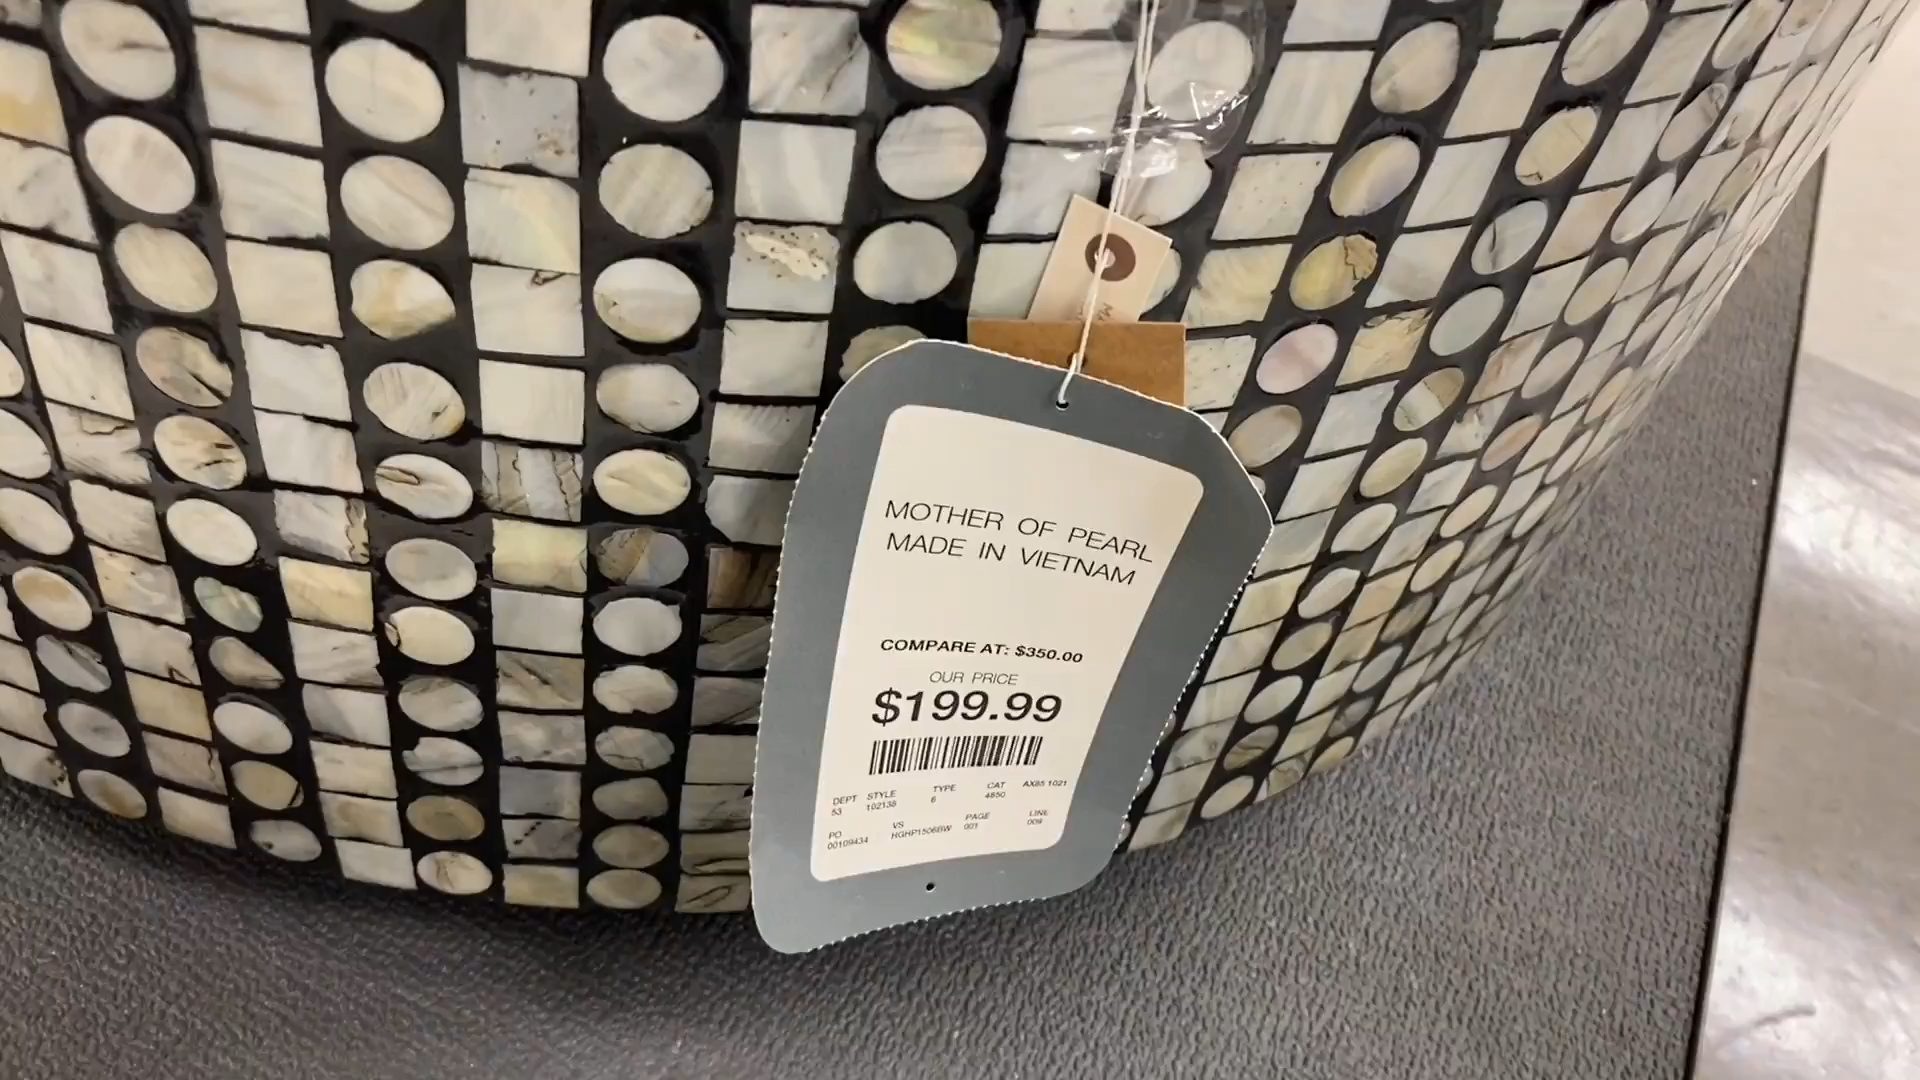 MOTHER OF PEARL
MADE IN VIETNAM
COMPARE AT: $350.00
OUR PRICE
$199.99
DEPT STYLE TYPE CAT AX85 1021
53 102138 6 4850
PO VS PAGE LINE
00109434 HGHP1506BW 001 009